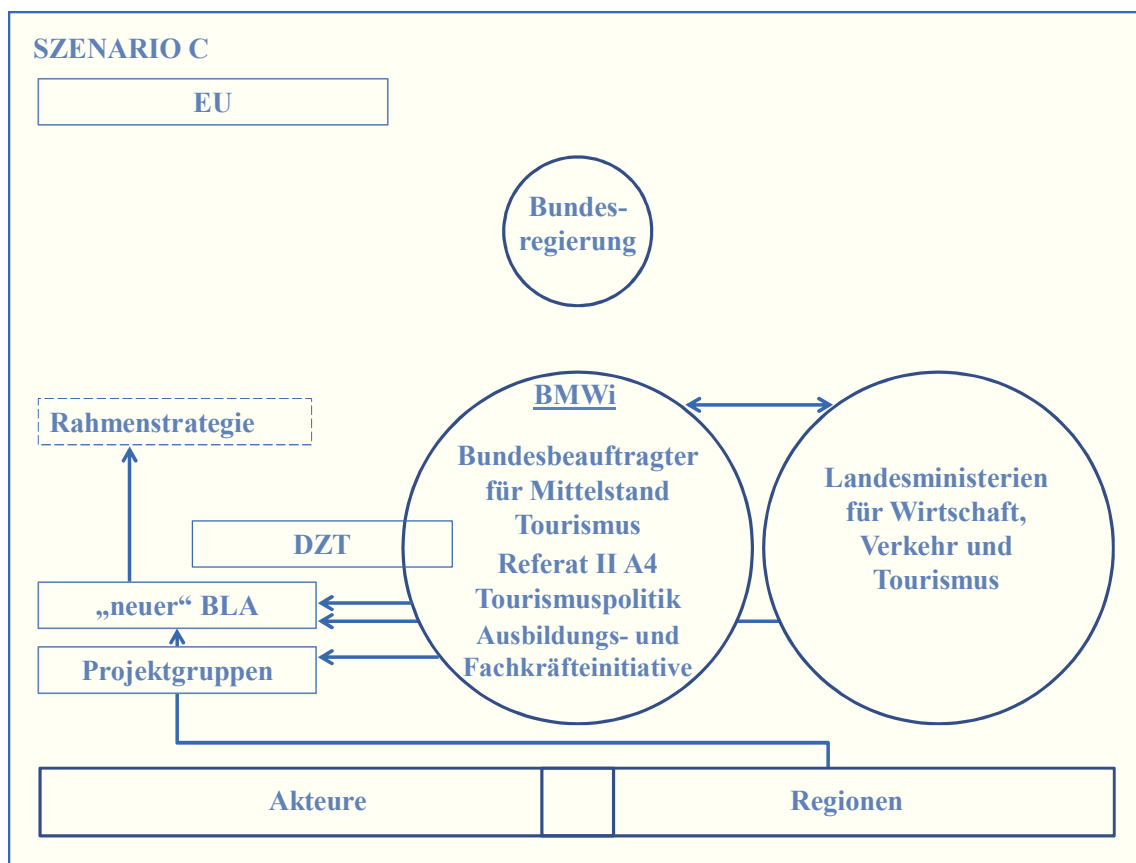 SZENARIO C
EU
Bundes-
regierung
BMWi
Rahmenstrategie
Bundesbeauftragter
für Mittelstand
Tourismus
Landesministerien
für Wirtschaft,
Verkehr und
Tourismus
DZT
Referat II A4
Tourismuspolitik
„neuer“ BLA
Ausbildungs- und
Fachkräfteinitiative
Projektgruppen
Akteure
Regionen